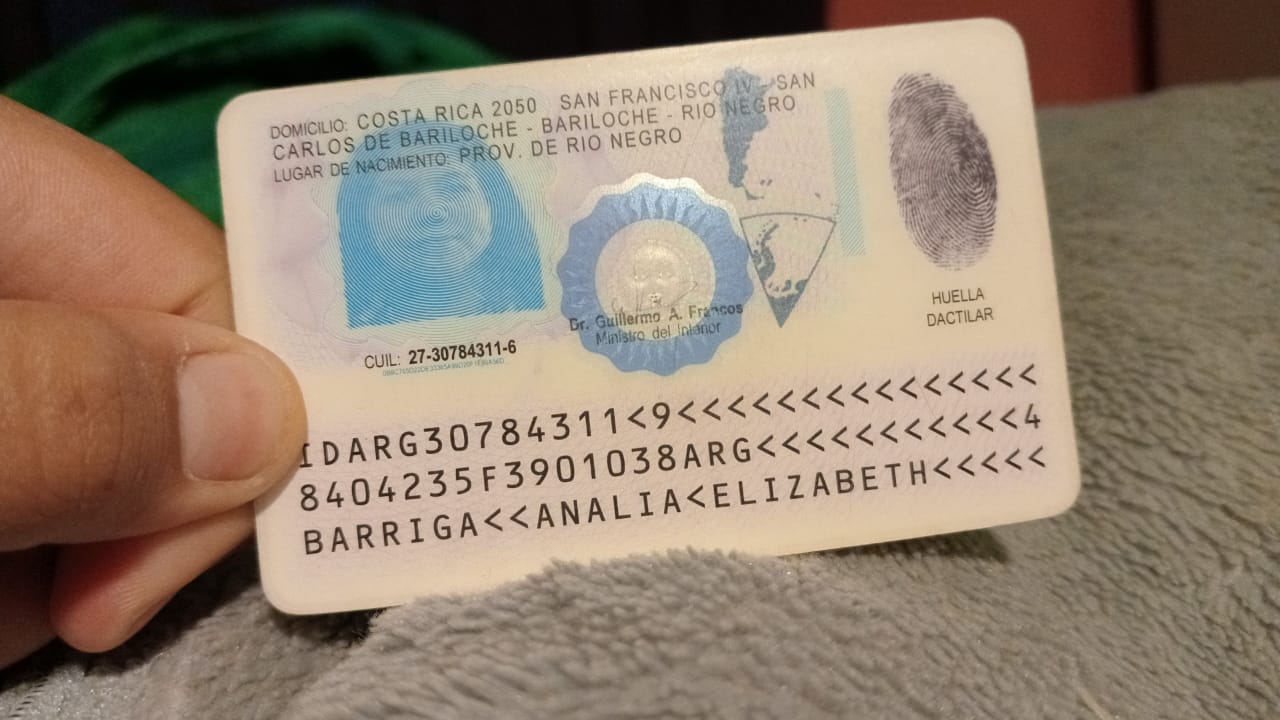 DOMICILIO: COSTA RICA 2050 SAN FRANCISCO IV SAN
CARLOS DE BARILOCHE - BARILOCHE - RIO NEGRO
LUGAR DE NACIMIENTO: PROV. DE RIO NEGRO
Dr. Guillermo A. Francos
Ministro del Interior
HUELLA
DACTILAR
CUIL: 27-30784311-6
IDARG30784311<9<<<<<<<<<<<<<<<
8404235F3901038ARG<<<<<<<<<<<4
BARRIGA<<ANALIA<ELIZABETH<<<<<